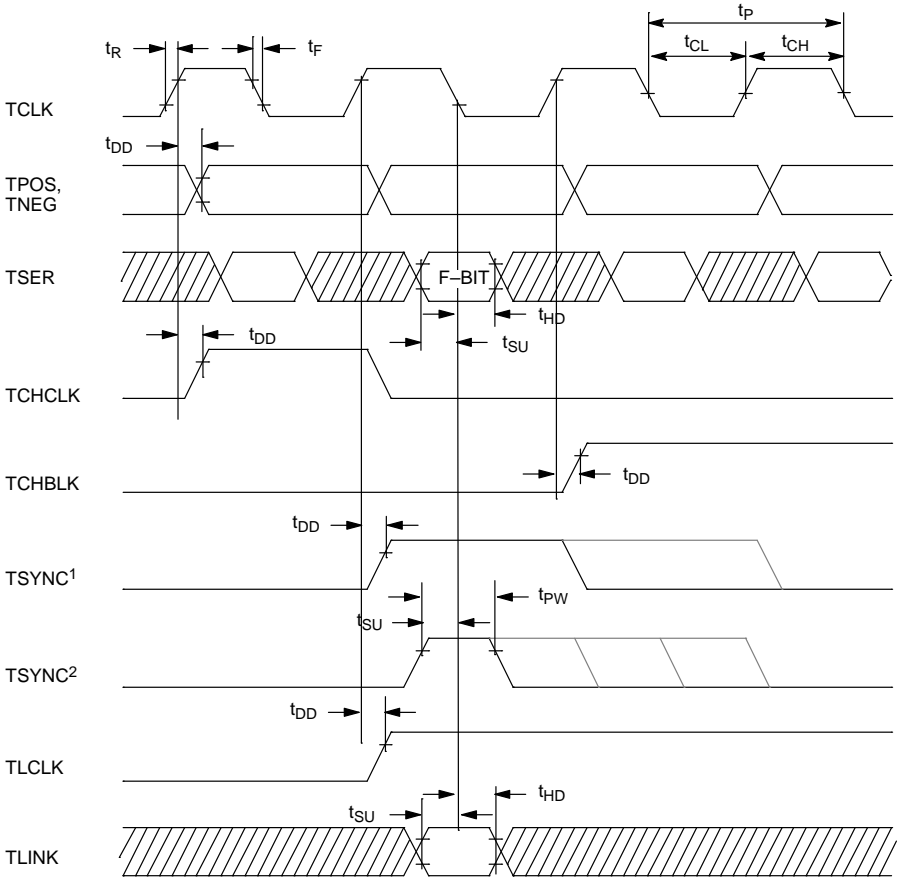 tP
tR
tF
tCL
tCH
TCLK
tDD
TPOS,
TNEG
TSER
F–BIT
tHD
tDD
tSU
TCHCLK
tDD
TCHBLK
tDD
TSYNC1
tPW
tSU
TSYNC2
tDD
TLCLK
tHD
tSU
TLINK